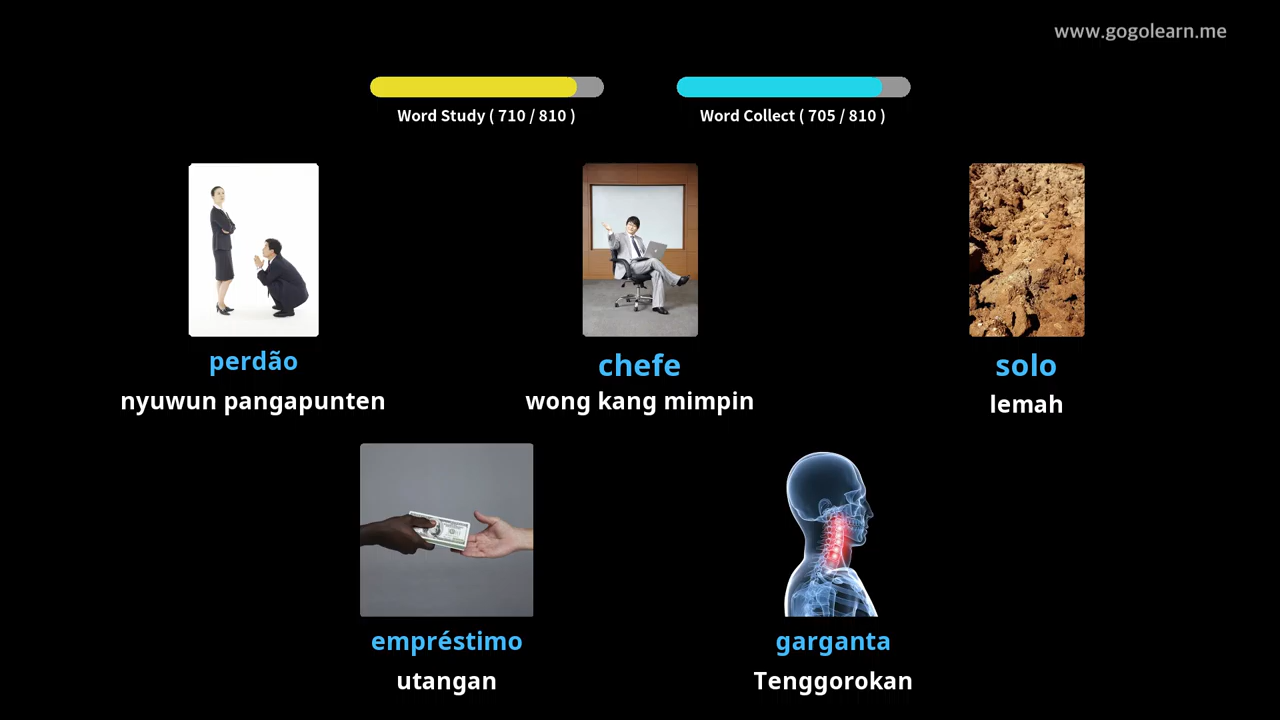 www.gogolearn.me
Word Study ( 710 / 810 )
Word Collect ( 705 / 810 )
perdão
chefe
solo
nyuwun pangapunten
wong kang mimpin
lemah
empréstimo
garganta
utangan
Tenggorokan